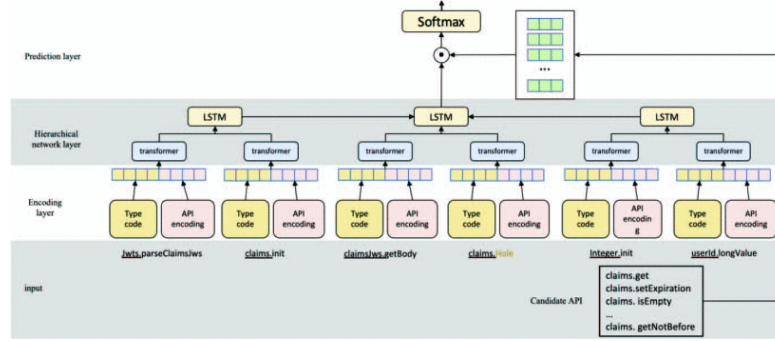 Softmax
Prediction layer
...
LSTM LSTM LSTM
Hierarchical
network layer
transformer transformer transformer transformer transformer transformer
Encoding
layer
Type
code
API
encoding
Type
code
API
encoding
Type
code
API
encoding
Type
code
API
encoding
Type
code
API
encodin
g
Type
code
API
encoding
Jwts.parseClaimsJws claims.init claimsJws.getBody claims.Hole Integer.init userId.longValue
input
Candidate API
claims.get
claims.setExpiration
claims. isEmpty
...
claims. getNotBefore